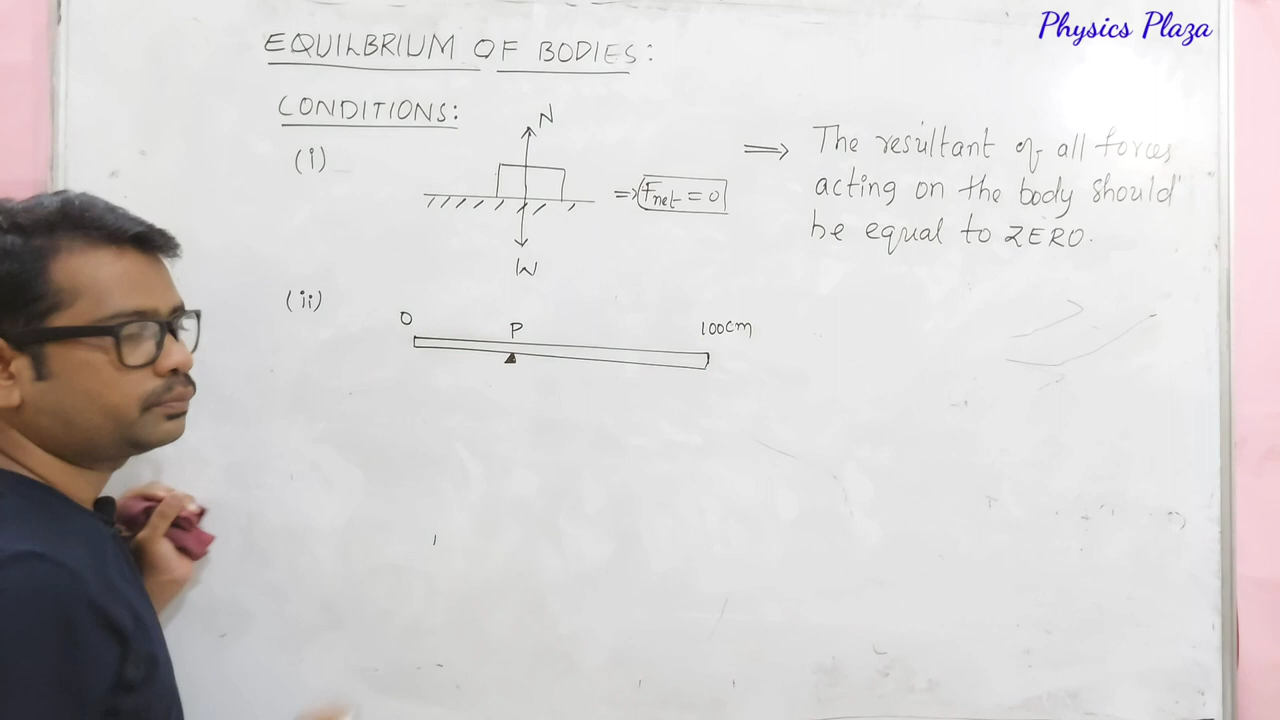 Physics Plaza
EQUILBRIUM OF BODIES:
CONDITIONS:
(i)
N
W
⇒ Fnet = 0
⇒ The resultant of all forces
acting on the body should
be equal to ZERO.
(ii)
O P 100cm